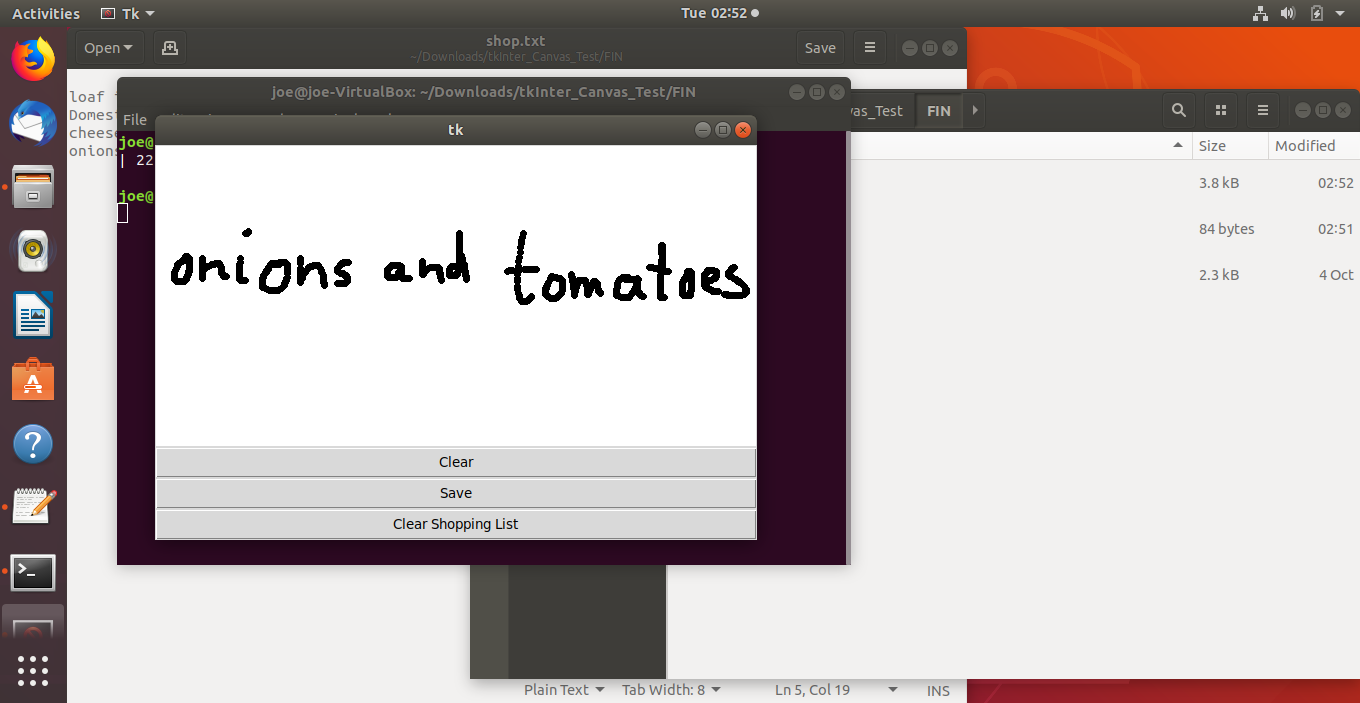 Activities Tk Tue 02:52
Open shop.txt Save
~/Downloads/tkInter_Canvas_Test/FIN
joe@joe-VirtualBox: ~/Downloads/tkInter_Canvas_Test/FIN
vas_Test FIN
File
tk
Size Modified
loaf
Domest
cheese
onions
joe@
| 22
joe@
3.8 kB 02:52
84 bytes 02:51
2.3 kB 4 Oct
onions and tomatoes
Clear
Save
Clear Shopping List
Plain Text Tab Width: 8 Ln 5, Col 19 INS